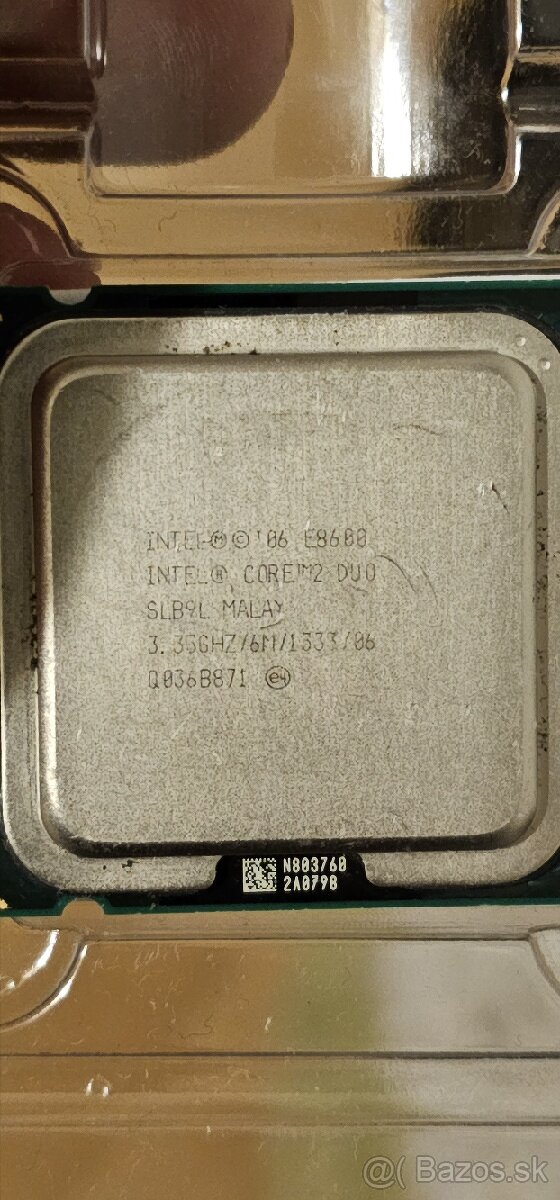 INTEL Ⓜ © '06 E8600
INTEL® CORE™2 DUO
SLB9L MALAY
3.33GHZ/6M/1333/06
Q036B871 e4
N803760
2A079B
@( Bazos.sk